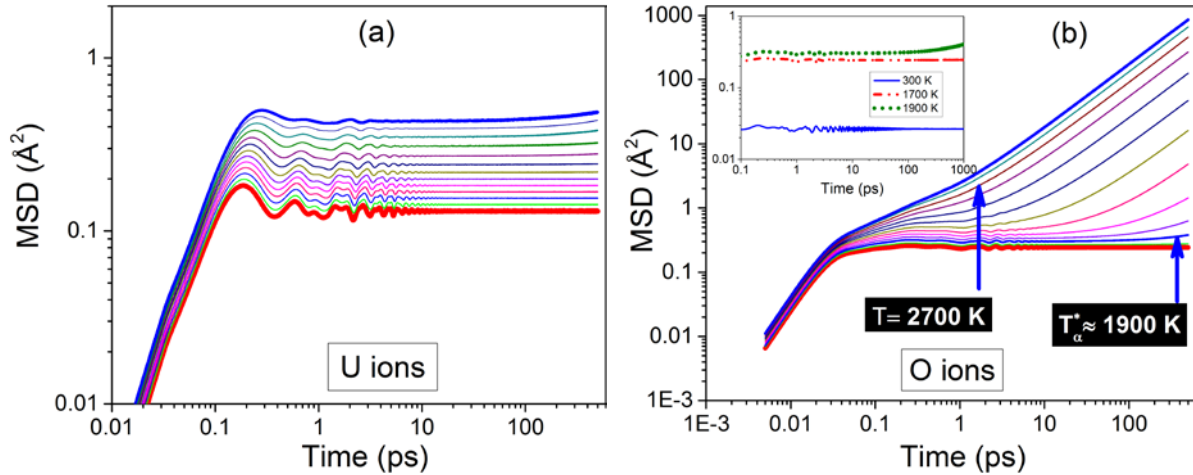 (a)
1
0.1
0.01
MSD (Å²)
0.01 0.1 1 10 100
Time (ps)
U ions
(b)
1000
100
10
1
0.1
0.01
1E-3
MSD (Å²)
1E-3 0.01 0.1 1 10 100
Time (ps)
O ions
T= 2700 K
T*α≈ 1900 K
1
0.1
0.01
MSD (Å²)
0.1 1 10 100 1000
Time (ps)
300 K
1700 K
1900 K